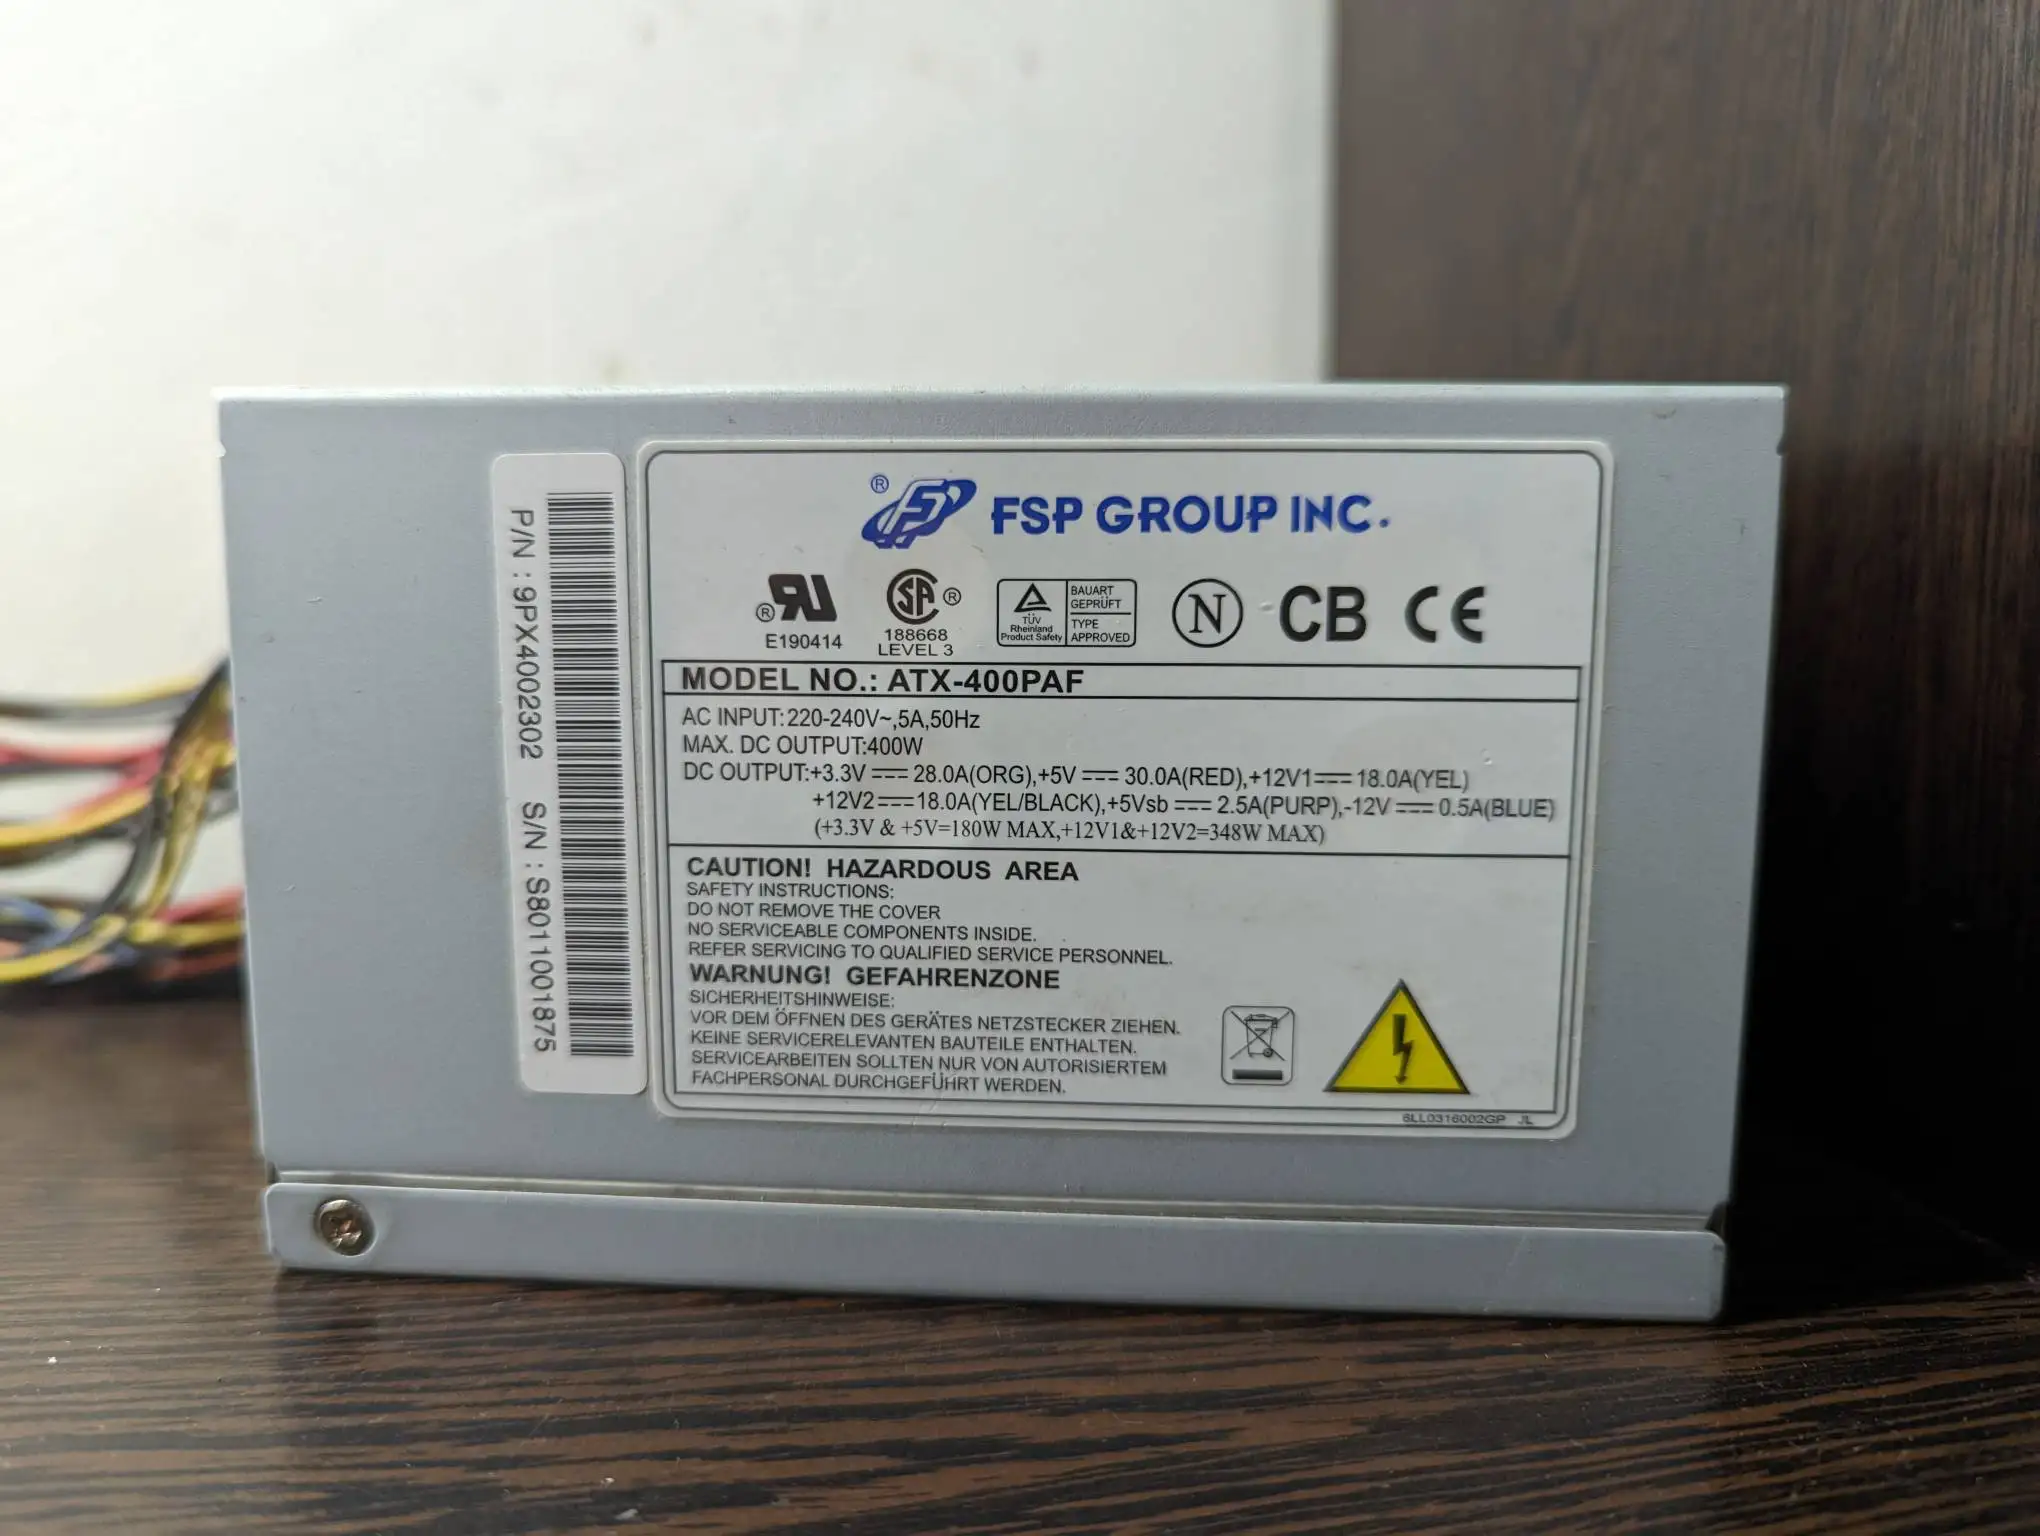 P/N : 9PX4002302 S/N : S8011001875
® FSP GROUP INC.
® RU
E190414
SA ®
188668
LEVEL 3
TÜV
Rheinland
Product Safety
BAUART
GEPRÜFT
TYPE
APPROVED
N
CB CE
MODEL NO.: ATX-400PAF
AC INPUT:220-240V~,5A,50Hz
MAX. DC OUTPUT:400W
DC OUTPUT:+3.3V ⎓ 28.0A(ORG),+5V ⎓ 30.0A(RED),+12V1⎓ 18.0A(YEL)
+12V2⎓18.0A(YEL/BLACK),+5Vsb ⎓ 2.5A(PURP),-12V ⎓ 0.5A(BLUE)
(+3.3V & +5V=180W MAX,+12V1&+12V2=348W MAX)
CAUTION! HAZARDOUS AREA
SAFETY INSTRUCTIONS:
DO NOT REMOVE THE COVER
NO SERVICEABLE COMPONENTS INSIDE.
REFER SERVICING TO QUALIFIED SERVICE PERSONNEL.
WARNUNG! GEFAHRENZONE
SICHERHEITSHINWEISE:
VOR DEM ÖFFNEN DES GERÄTES NETZSTECKER ZIEHEN.
KEINE SERVICERELEVANTEN BAUTEILE ENTHALTEN.
SERVICEARBEITEN SOLLTEN NUR VON AUTORISIERTEM
FACHPERSONAL DURCHGEFÜHRT WERDEN.
6LL0316002GP JL